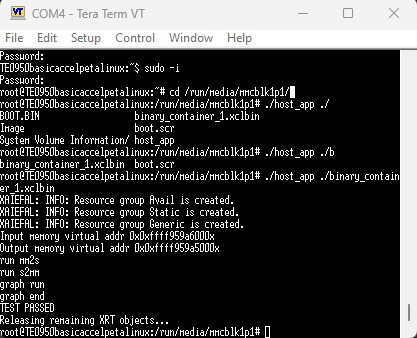 COM4 - Tera Term VT
File Edit Setup Control Window Help
Password:
TE0950basicaccelpetalinux:~$ sudo -i
Password:
root@TE0950basicaccelpetalinux:~# cd /run/media/mmcblk1p1/
root@TE0950basicaccelpetalinux:/run/media/mmcblk1p1# ./host_app ./
BOOT.BIN binary_container_1.xclbin
Image boot.scr
System Volume Information/ host_app
root@TE0950basicaccelpetalinux:/run/media/mmcblk1p1# ./host_app ./b
binary_container_1.xclbin boot.scr
root@TE0950basicaccelpetalinux:/run/media/mmcblk1p1# ./host_app ./binary_contain
er_1.xclbin
XAIEFAL: INFO: Resource group Avail is created.
XAIEFAL: INFO: Resource group Static is created.
XAIEFAL: INFO: Resource group Generic is created.
Input memory virtual addr 0x0xffff959a6000x
Output memory virtual addr 0x0xffff959a5000x
run mm2s
run s2mm
graph run
graph end
TEST PASSED
Releasing remaining XRT objects...
root@TE0950basicaccelpetalinux:/run/media/mmcblk1p1#